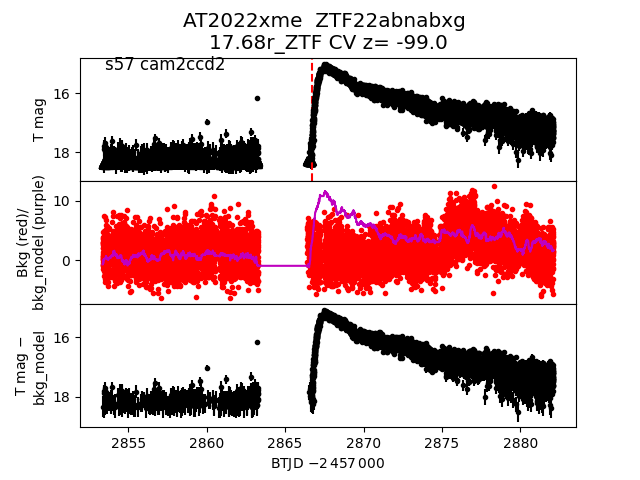 AT2022xme ZTF22abnabxg
17.68r_ZTF CV z= -99.0
s57 cam2ccd2
T mag
16
18
Bkg (red)/
bkg_model (purple)
10
0
T mag −
bkg_model
16
18
2855 2860 2865 2870 2875 2880
BTJD −2 457 000